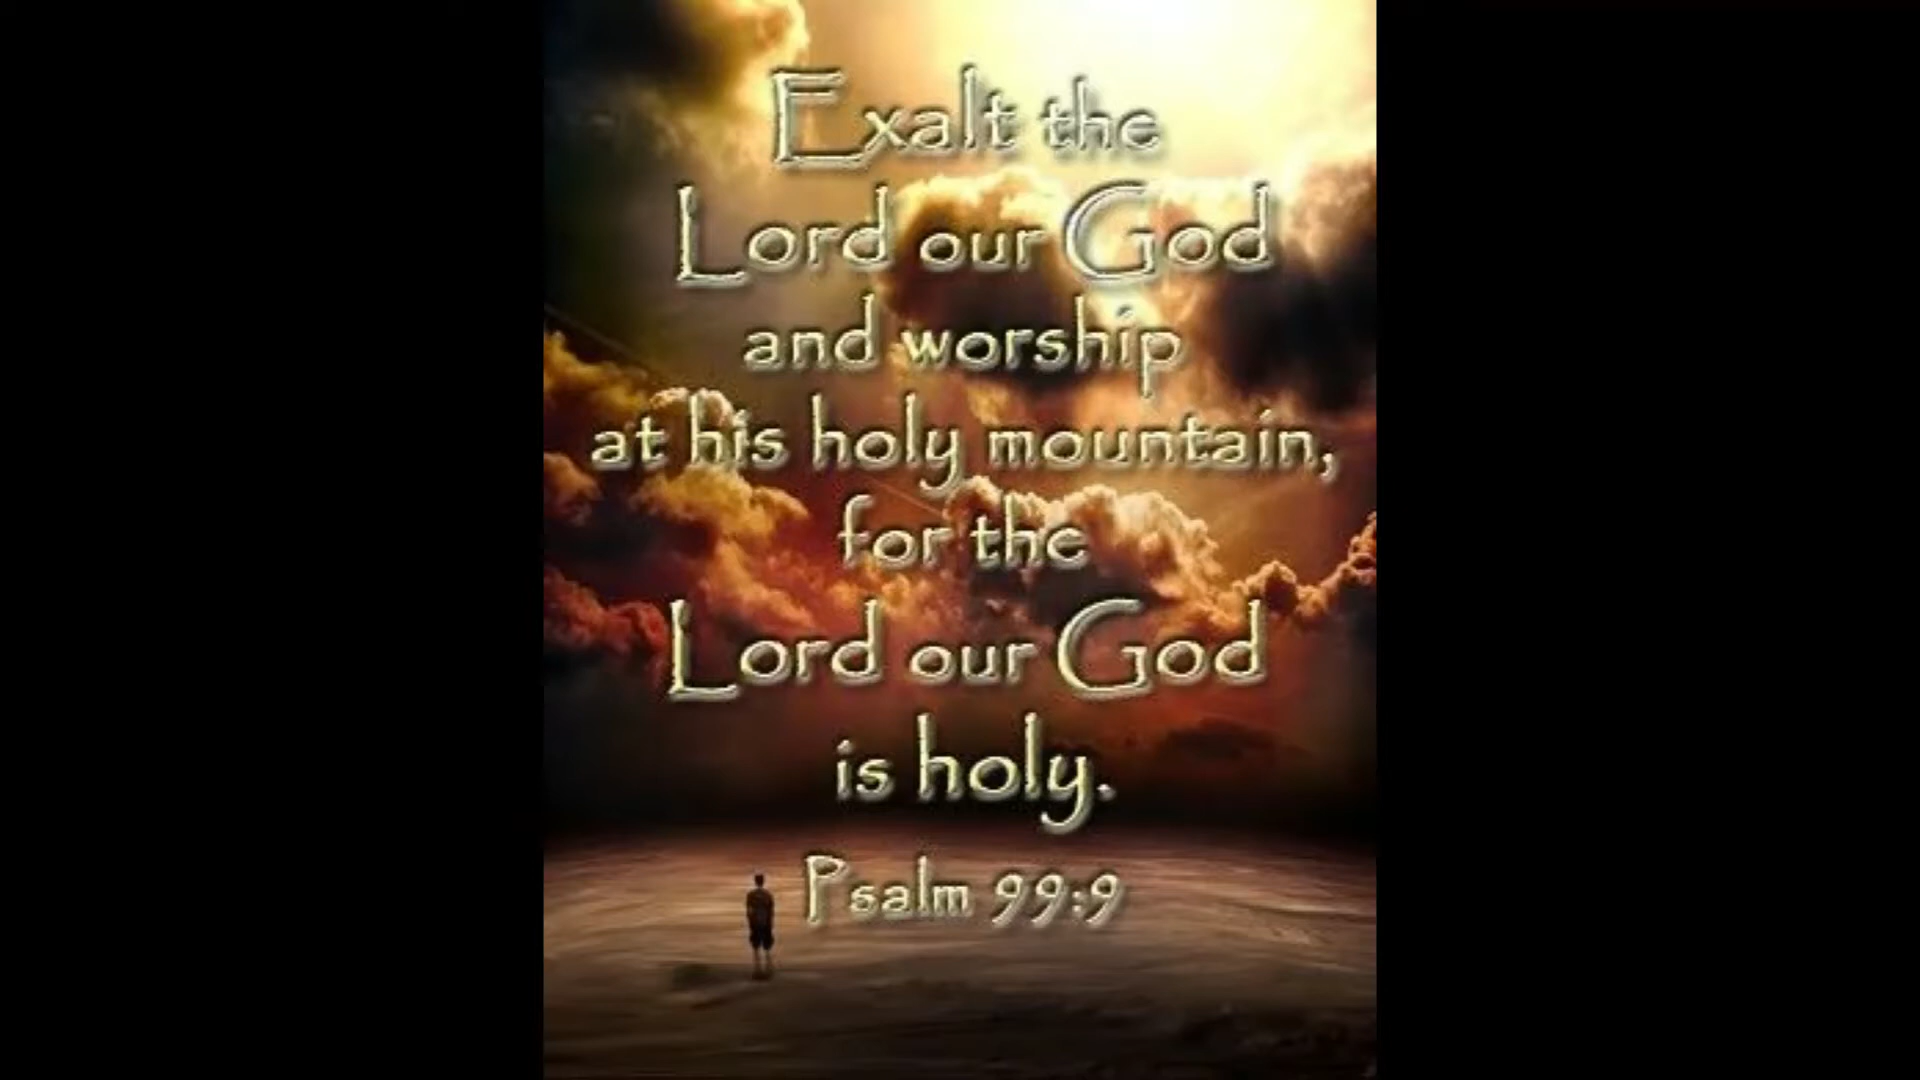 Exalt the
Lord our God
and worship
at his holy mountain,
for the
Lord our God
is holy.
Psalm 99:9